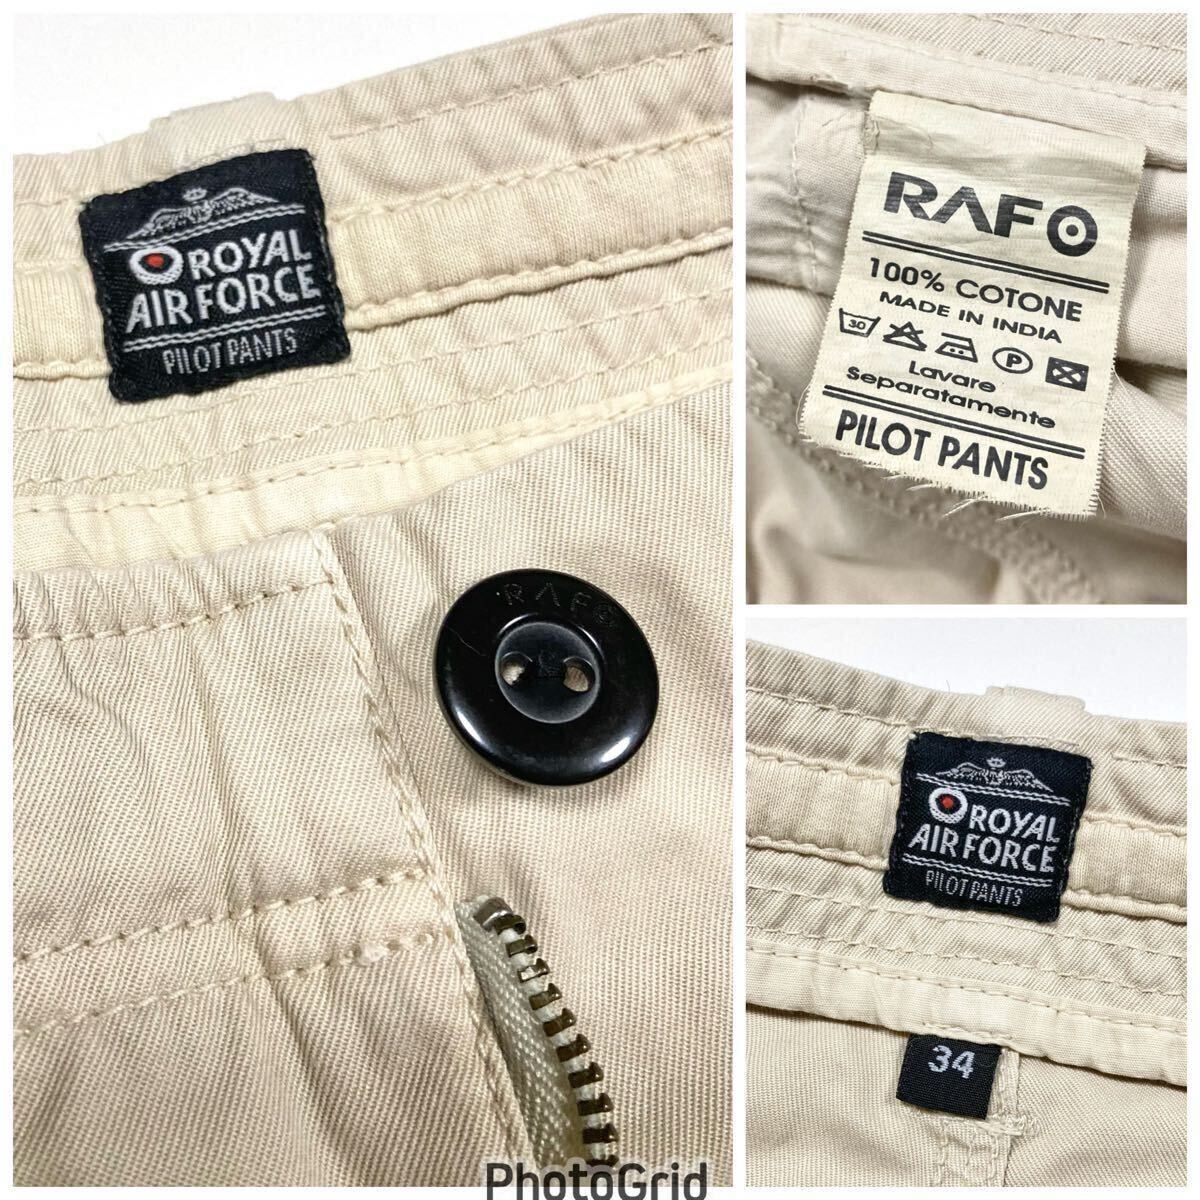 ROYAL
AIR FORCE
PILOT PANTS
RAF
RAF
100% COTONE
MADE IN INDIA
30
P
Lavare
Separatamente
PILOT PANTS
ROYAL
AIR FORCE
PILOT PANTS
34
PhotoGrid